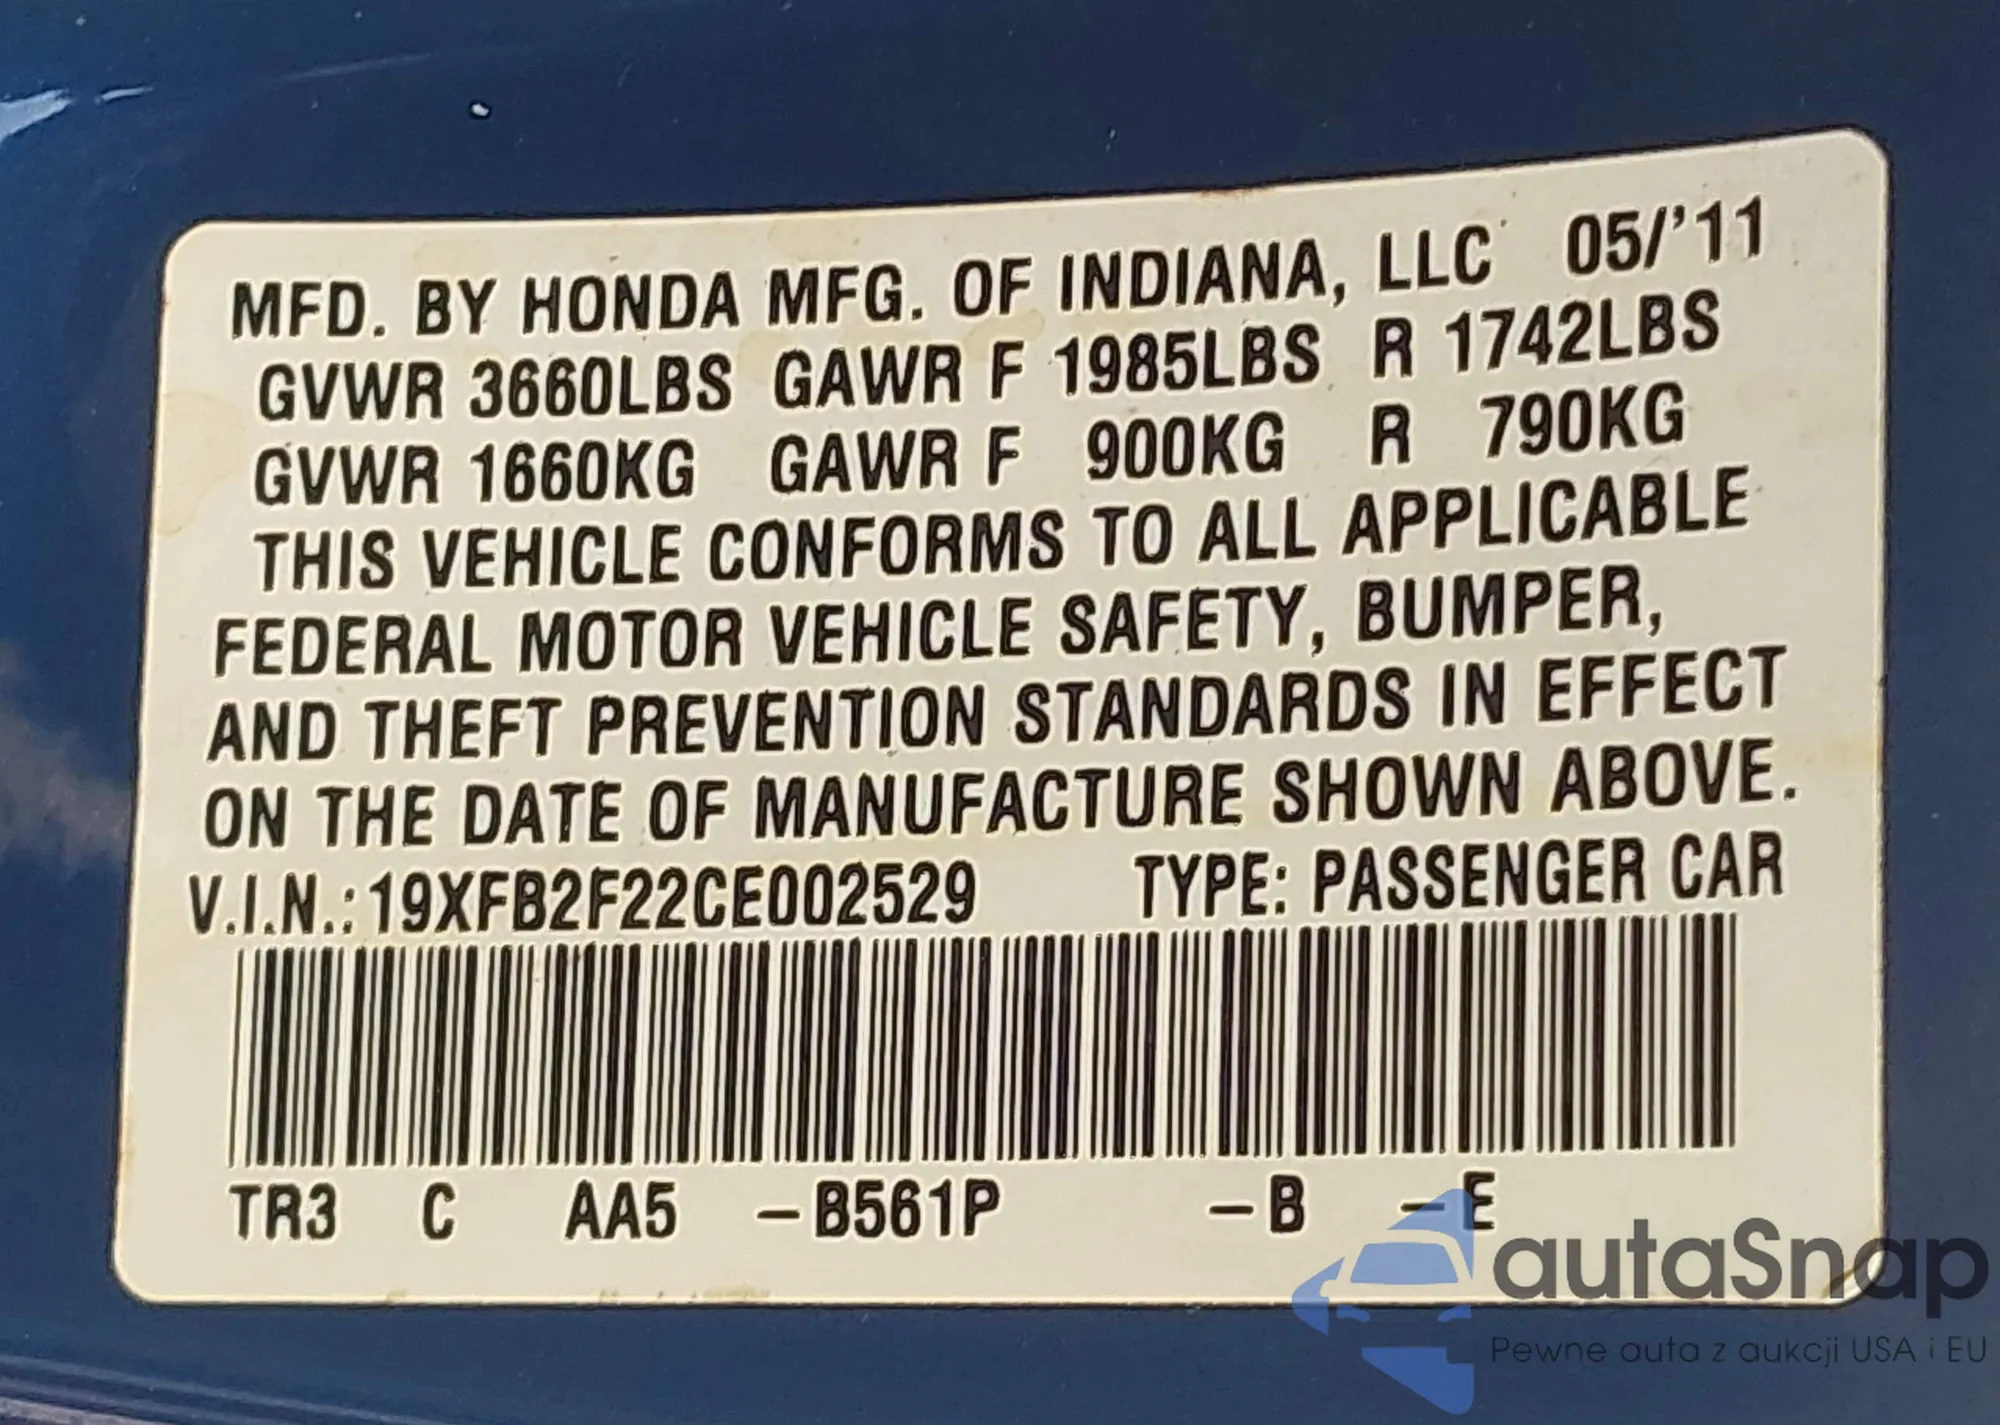 MFD. BY HONDA MFG. OF INDIANA, LLC 05/'11
GVWR 3660LBS GAWR F 1985LBS R 1742LBS
GVWR 1660KG GAWR F 900KG R 790KG
THIS VEHICLE CONFORMS TO ALL APPLICABLE
FEDERAL MOTOR VEHICLE SAFETY, BUMPER,
AND THEFT PREVENTION STANDARDS IN EFFECT
ON THE DATE OF MANUFACTURE SHOWN ABOVE.
V.I.N.: 19XFB2F22CE002529 TYPE: PASSENGER CAR
TR3 C AA5 –B561P –B –E
autaSnap
Pewne auta z aukcji USA i EU